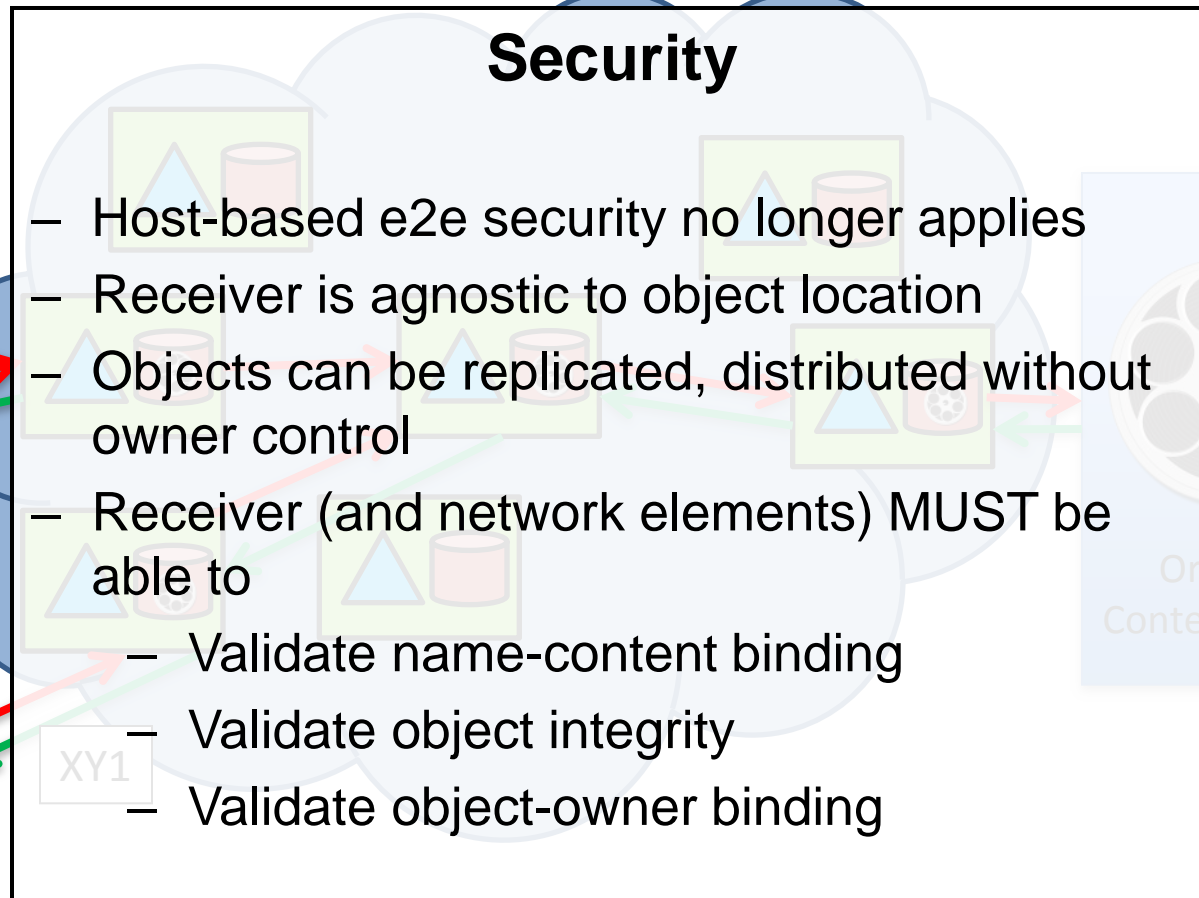 Security
– Host-based e2e security no longer applies
– Receiver is agnostic to object location
– Objects can be replicated, distributed without
owner control
– Receiver (and network elements) MUST be
able to
– Validate name-content binding
– Validate object integrity
– Validate object-owner binding
XY1